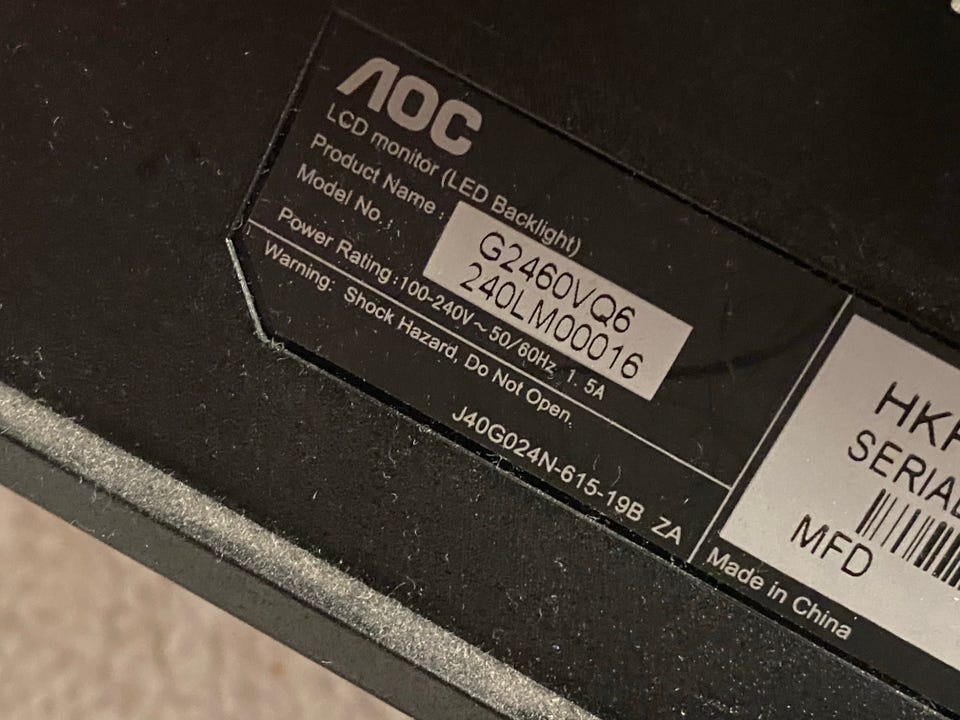 AOC
LCD monitor (LED Backlight)
Product Name : G2460VQ6
Model No. : 240LM00016
Power Rating :100-240V ~ 50/60Hz 1. 5A
Warning: Shock Hazard. Do Not Open.
J40G024N-615-19B ZA
SERIAL
MFD
Made in China